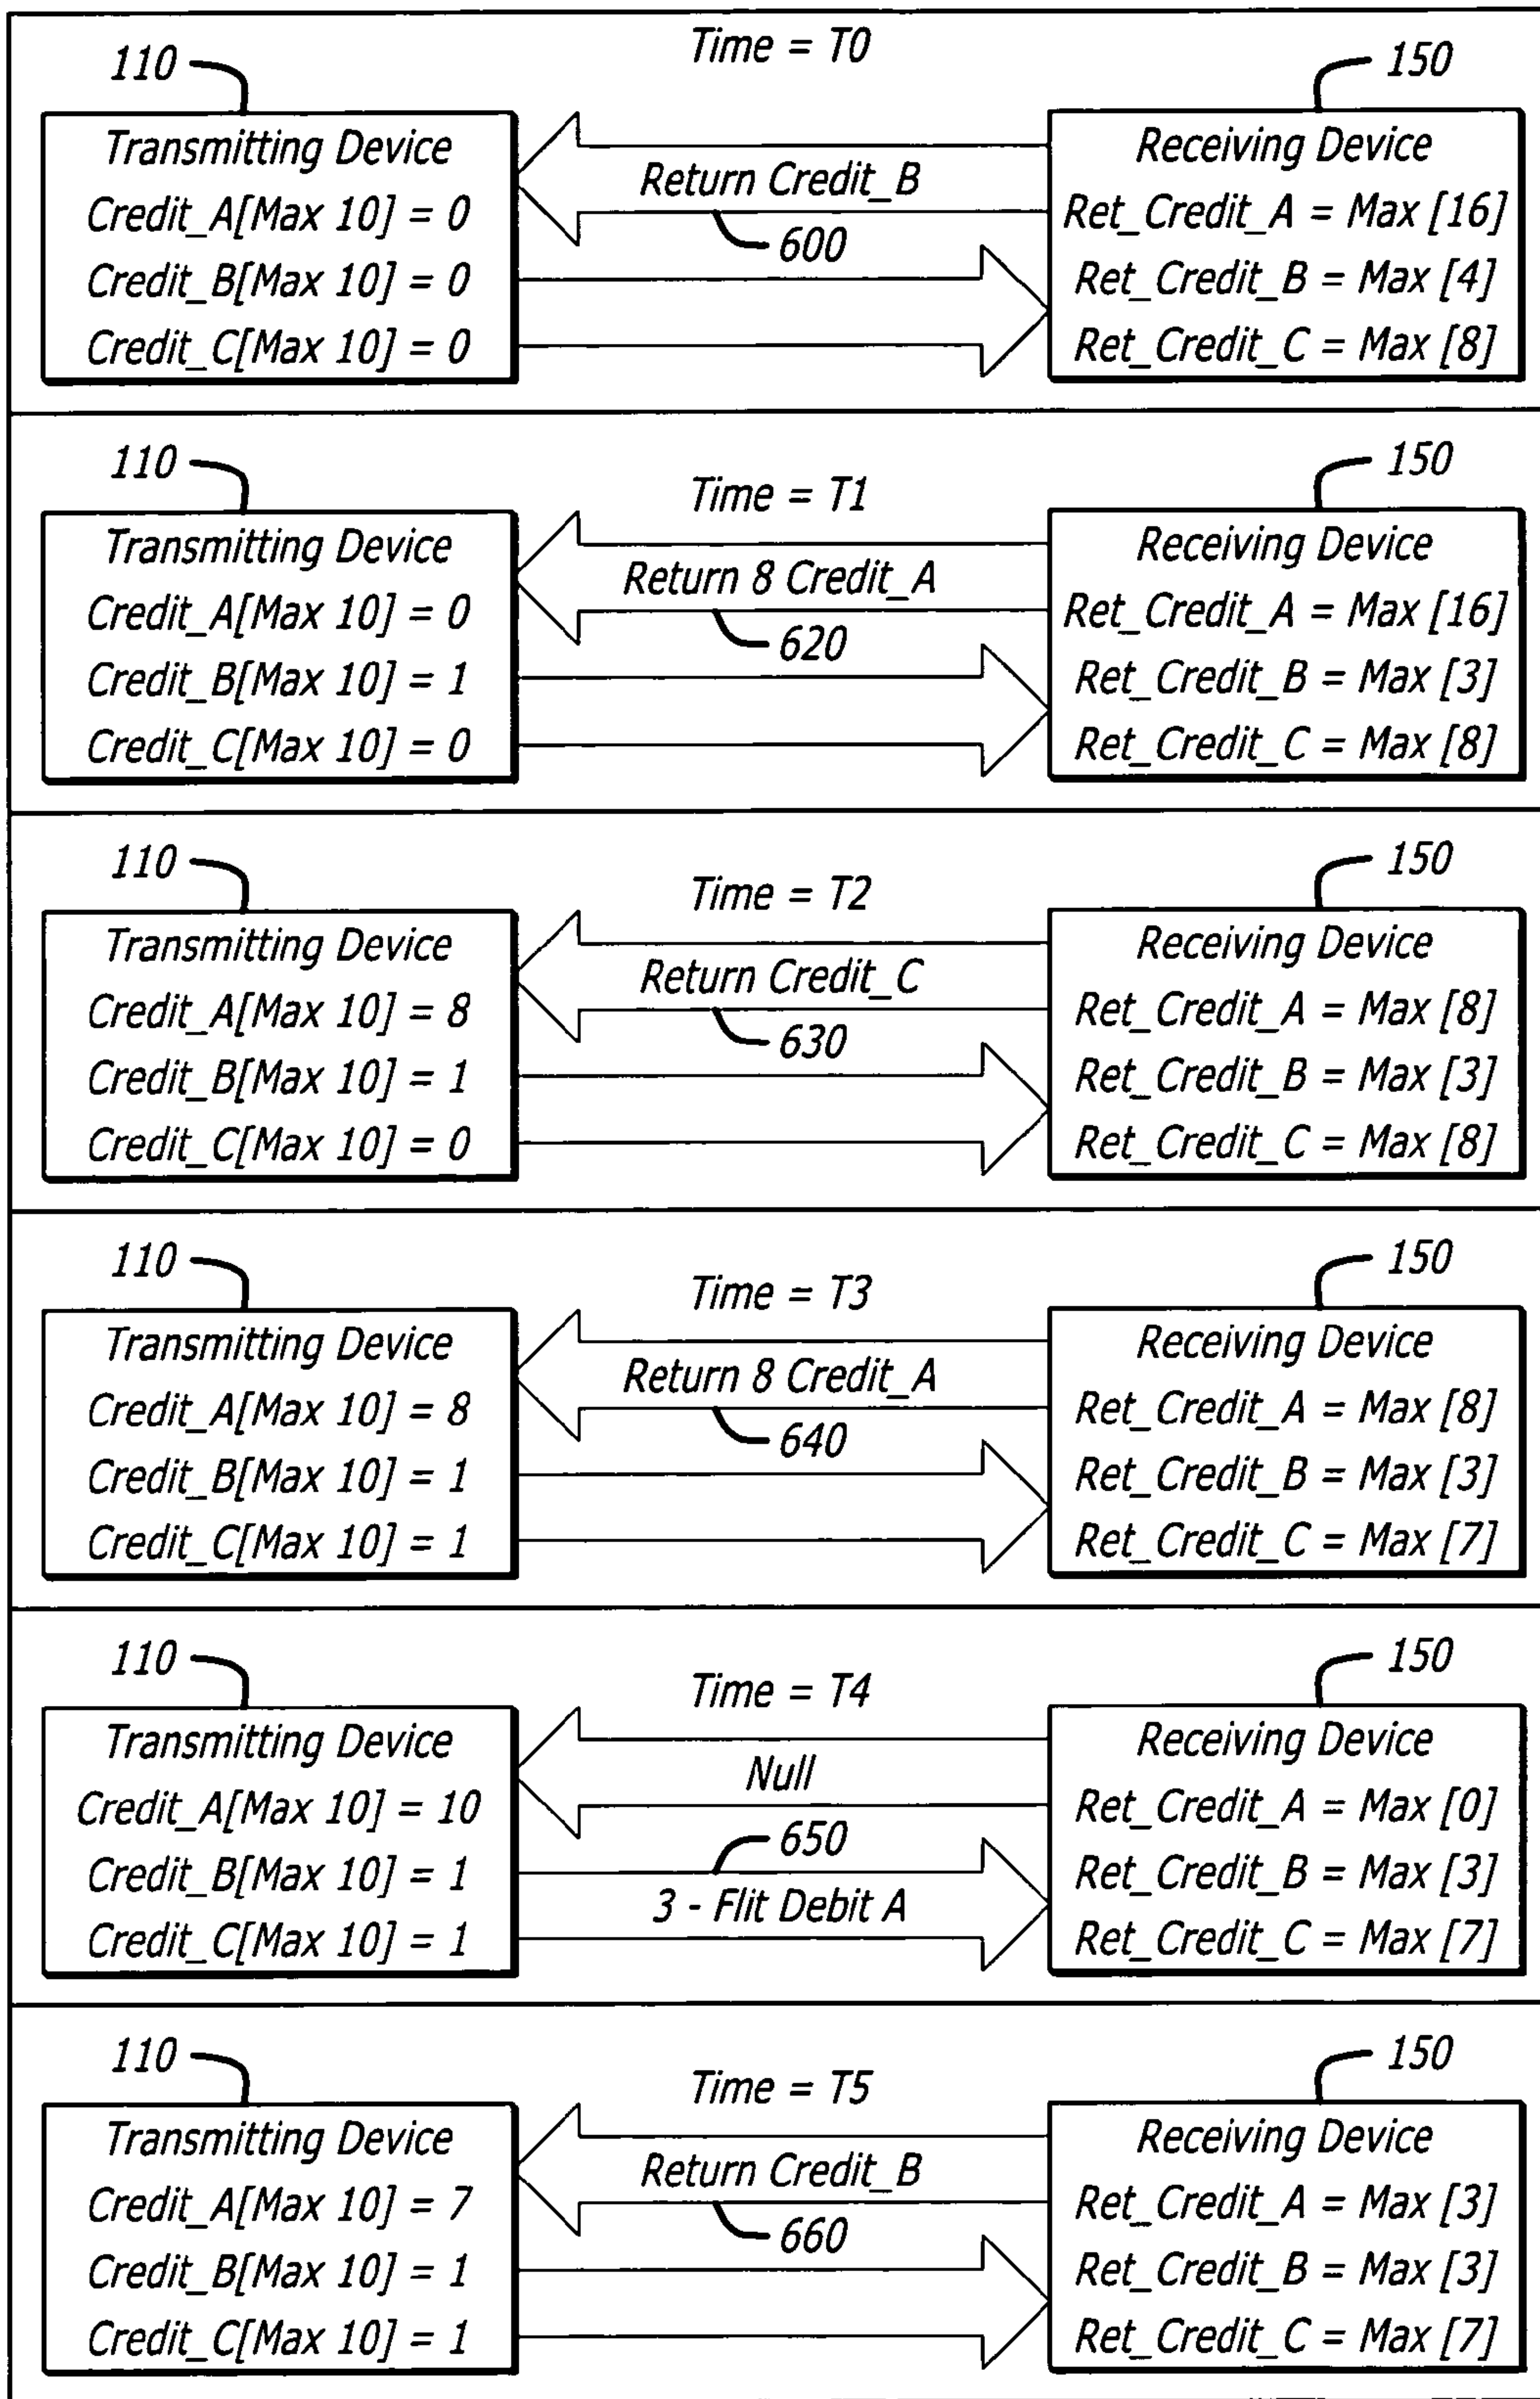 Time = T0
110
150
Transmitting Device
Credit_A[Max 10] = 0
Credit_B[Max 10] = 0
Credit_C[Max 10] = 0
Return Credit_B
600
Receiving Device
Ret_Credit_A = Max [16]
Ret_Credit_B = Max [4]
Ret_Credit_C = Max [8]
110
Time = T1
150
Transmitting Device
Credit_A[Max 10] = 0
Credit_B[Max 10] = 1
Credit_C[Max 10] = 0
Return 8 Credit_A
620
Receiving Device
Ret_Credit_A = Max [16]
Ret_Credit_B = Max [3]
Ret_Credit_C = Max [8]
110
Time = T2
150
Transmitting Device
Credit_A[Max 10] = 8
Credit_B[Max 10] = 1
Credit_C[Max 10] = 0
Return Credit_C
630
Receiving Device
Ret_Credit_A = Max [8]
Ret_Credit_B = Max [3]
Ret_Credit_C = Max [8]
110
Time = T3
150
Transmitting Device
Credit_A[Max 10] = 8
Credit_B[Max 10] = 1
Credit_C[Max 10] = 1
Return 8 Credit_A
640
Receiving Device
Ret_Credit_A = Max [8]
Ret_Credit_B = Max [3]
Ret_Credit_C = Max [7]
110
Time = T4
150
Transmitting Device
Credit_A[Max 10] = 10
Credit_B[Max 10] = 1
Credit_C[Max 10] = 1
Null
650
3 - Flit Debit A
Receiving Device
Ret_Credit_A = Max [0]
Ret_Credit_B = Max [3]
Ret_Credit_C = Max [7]
110
Time = T5
150
Transmitting Device
Credit_A[Max 10] = 7
Credit_B[Max 10] = 1
Credit_C[Max 10] = 1
Return Credit_B
660
Receiving Device
Ret_Credit_A = Max [3]
Ret_Credit_B = Max [3]
Ret_Credit_C = Max [7]